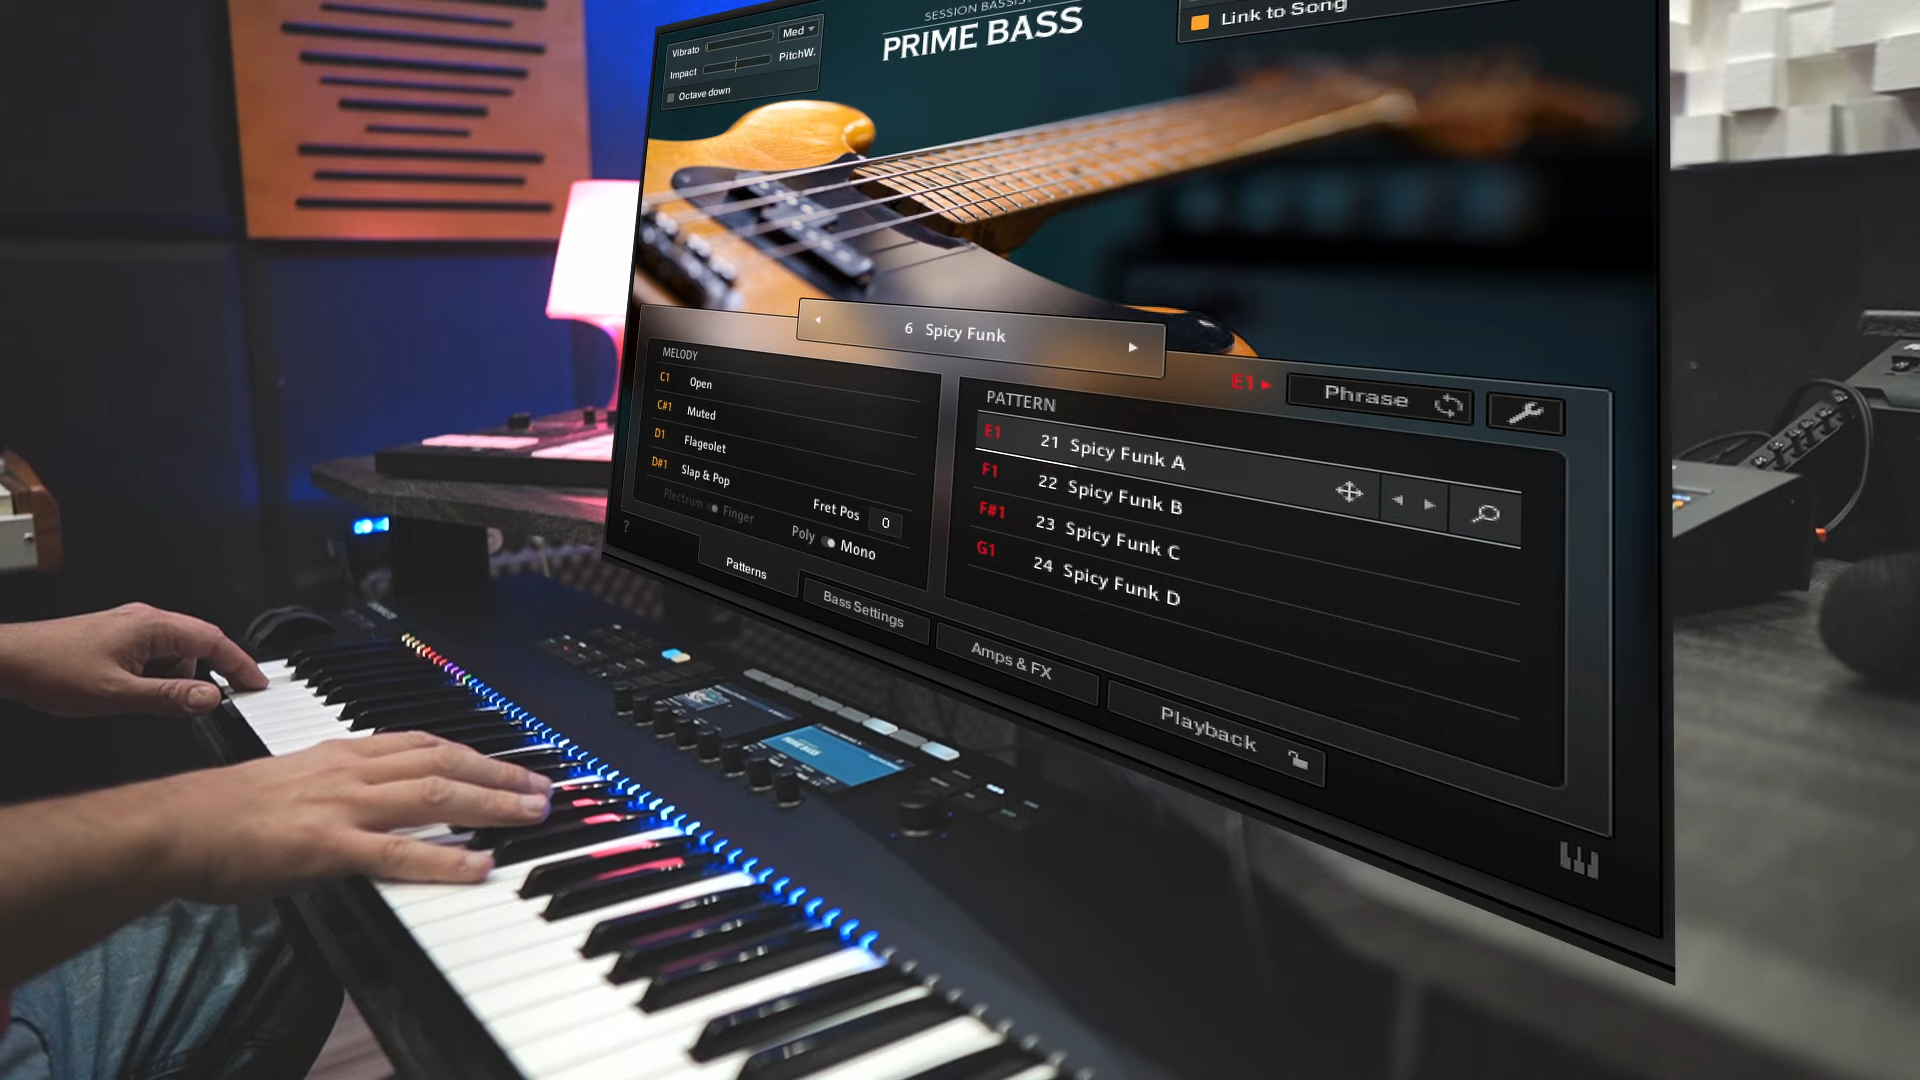 SESSION BASSIST
PRIME BASS
Vibrato
Med
Impact
PitchW.
Octave down
Link to Song
6 Spicy Funk
MELODY
C1 Open
C#1 Muted
D1 Flageolet
D#1 Slap & Pop
Plectrum Finger
Fret Pos 0
Poly Mono
?
E1
Phrase
PATTERN
E1 21 Spicy Funk A
F1 22 Spicy Funk B
F#1 23 Spicy Funk C
G1 24 Spicy Funk D
Patterns
Bass Settings
Amps & FX
Playback
PRIME BASS